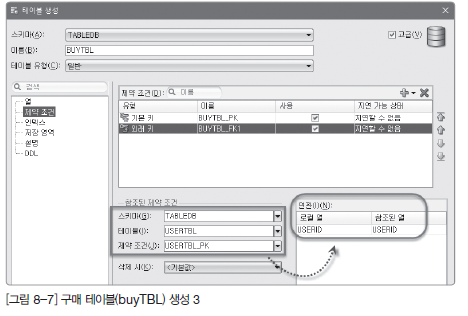 테이블 생성
스키마(A): TABLEDB
고급(V)
이름(B): BUYTBL
테이블 유형(C): 일반
검색
열
제약 조건
인덱스
저장 영역
설명
DDL
제약 조건(D): 이름
유형 이름 사용 지연 가능 상태
기본 키 BUYTBL_PK 지연할 수 없음
외래 키 BUYTBL_FK1 지연할 수 없음
참조된 제약 조건
스키마(G): TABLEDB
테이블(I): USERTBL
제약 조건(J): USERTBL_PK
삭제 시(K): <기본값>
연관(I)(N):
로컬 열 참조된 열
USERID USERID
[그림 8-7] 구매 테이블(buyTBL) 생성 3